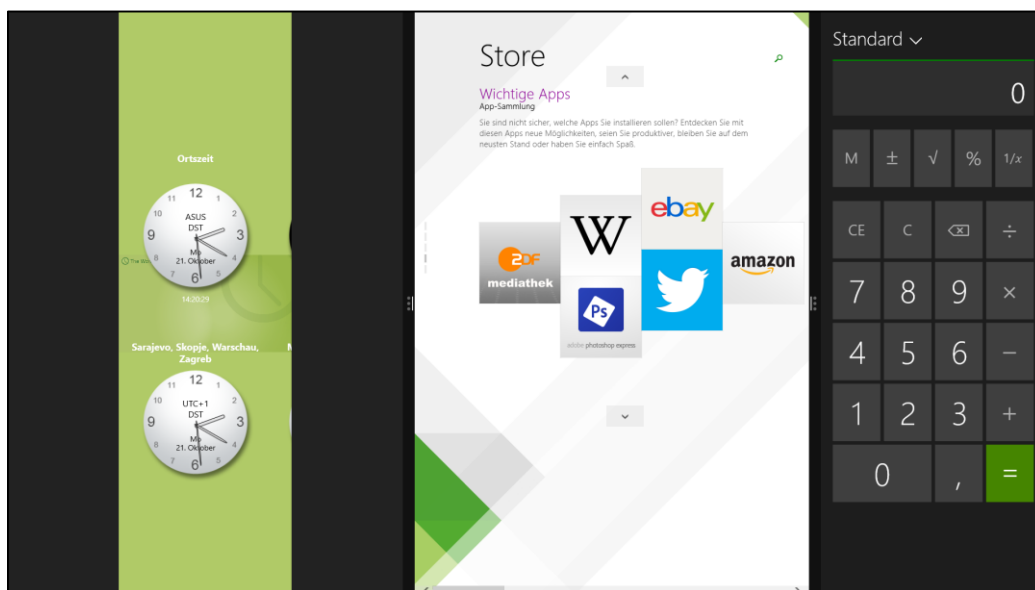 Ortszeit
12
11 1
10 2
ASUS
DST
9 3
Mo
21. Oktober
8 4
7 5
6
14:20:29
Sarajevo, Skopje, Warschau,
Zagreb
12
11 1
10 2
UTC+1
DST
9 3
Mo
21. Oktober
8 4
7 5
6
Store
Wichtige Apps
App-Sammlung
Sie sind nicht sicher, welche Apps Sie installieren sollen? Entdecken Sie mit
diesen Apps neue Möglichkeiten, seien Sie produktiver, bleiben Sie auf dem
neusten Stand oder haben Sie einfach Spaß.
2DF
mediathek
W
Ps
adobe photoshop express
ebay
amazon
Standard
0
M ± √ % 1/x
CE C ÷
7 8 9 ×
4 5 6 −
1 2 3 +
0 , =